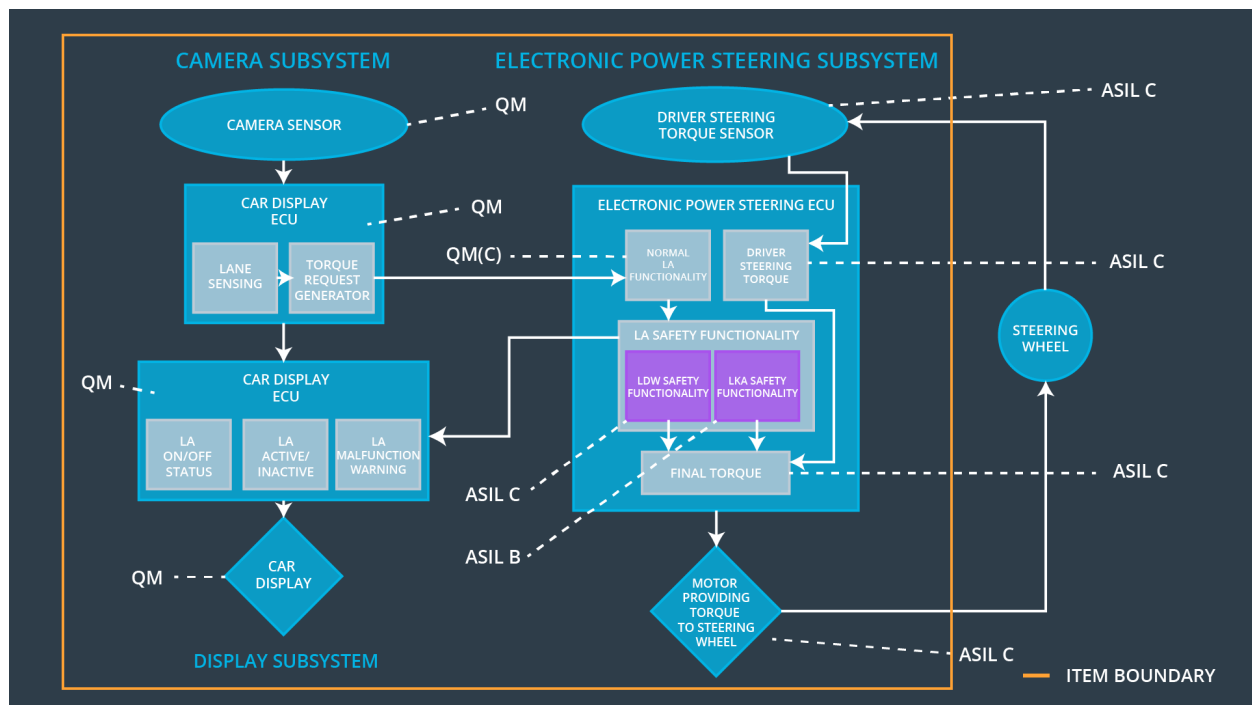 CAMERA SUBSYSTEM
ELECTRONIC POWER STEERING SUBSYSTEM
CAMERA SENSOR
QM
DRIVER STEERING
TORQUE SENSOR
ASIL C
CAR DISPLAY
ECU
QM
LANE
SENSING
TORQUE
REQUEST
GENERATOR
ELECTRONIC POWER STEERING ECU
QM(C)
NORMAL
LA
FUNCTIONALITY
DRIVER
STEERING
TORQUE
ASIL C
LA SAFETY FUNCTIONALITY
LDW SAFETY
FUNCTIONALITY
LKA SAFETY
FUNCTIONALITY
STEERING
WHEEL
QM
CAR DISPLAY
ECU
LA
ON/OFF
STATUS
LA
ACTIVE/
INACTIVE
LA
MALFUNCTION
WARNING
FINAL TORQUE
ASIL C
ASIL C
ASIL B
QM
CAR
DISPLAY
MOTOR
PROVIDING
TORQUE
TO STEERING
WHEEL
ASIL C
DISPLAY SUBSYSTEM
ITEM BOUNDARY